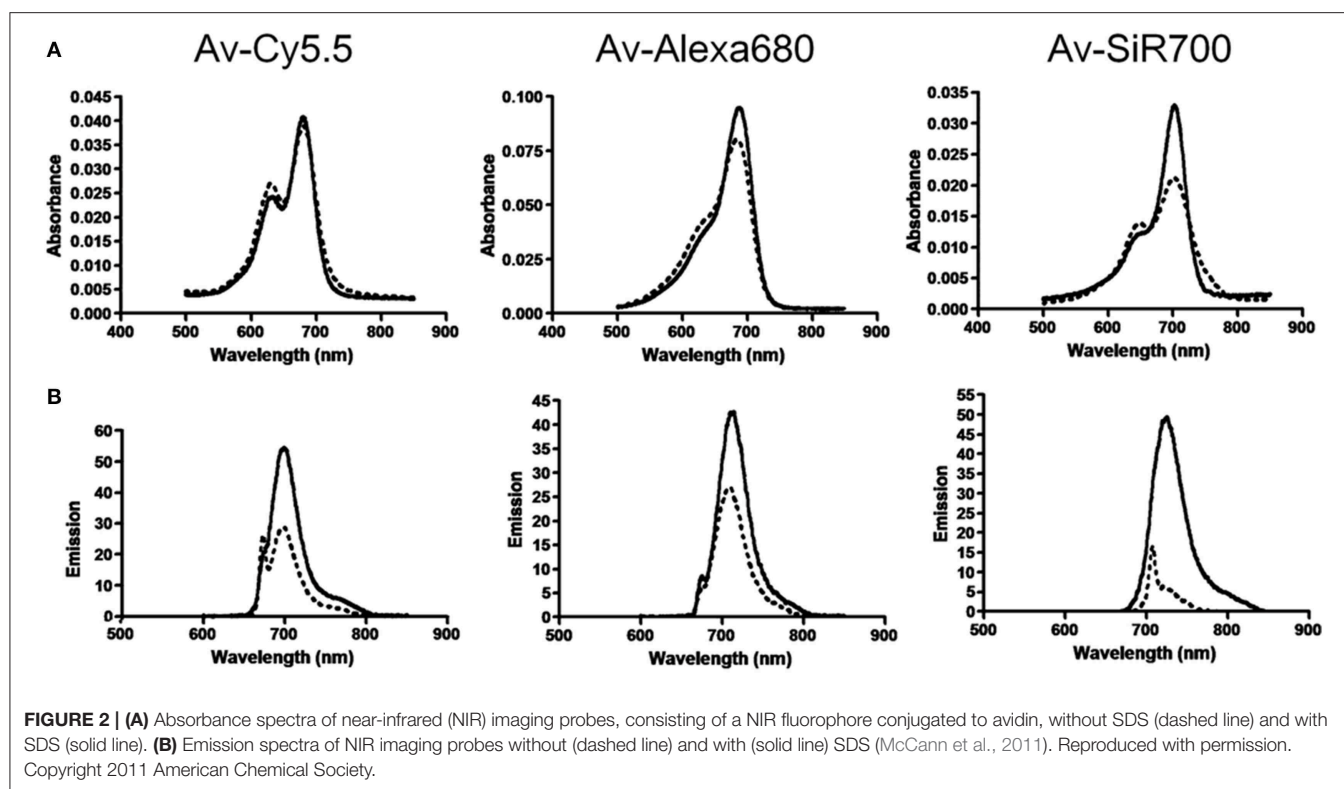 A
Av-Cy5.5
Av-Alexa680
Av-SiR700
0.045
0.040
0.035
0.030
0.025
0.020
0.015
0.010
0.005
0.000
Absorbance
400 500 600 700 800 900
Wavelength (nm)
0.100
0.075
0.050
0.025
0.000
Absorbance
400 500 600 700 800 900
Wavelength (nm)
0.035
0.030
0.025
0.020
0.015
0.010
0.005
0.000
Absorbance
400 500 600 700 800 900
Wavelength (nm)
B
60
50
40
30
20
10
0
Emission
500 600 700 800 900
Wavelength (nm)
45
40
35
30
25
20
15
10
5
0
Emission
500 600 700 800 900
Wavelength (nm)
55
50
45
40
35
30
25
20
15
10
5
0
Emission
500 600 700 800 900
Wavelength (nm)
FIGURE 2 | (A) Absorbance spectra of near-infrared (NIR) imaging probes, consisting of a NIR fluorophore conjugated to avidin, without SDS (dashed line) and with
SDS (solid line). (B) Emission spectra of NIR imaging probes without (dashed line) and with (solid line) SDS (McCann et al., 2011). Reproduced with permission.
Copyright 2011 American Chemical Society.